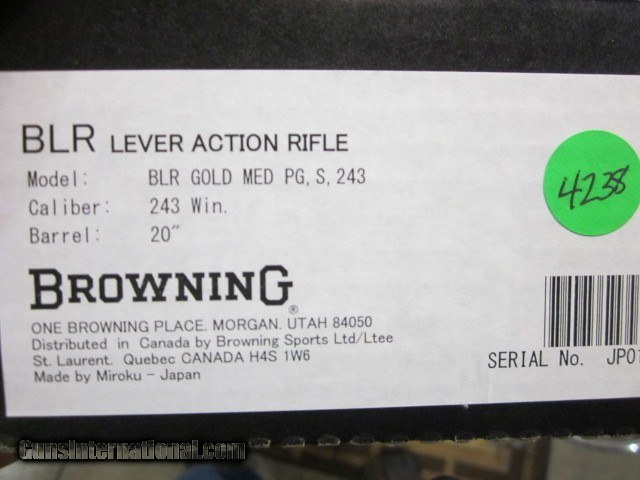 BLR LEVER ACTION RIFLE
Model: BLR GOLD MED PG, S, 243
Caliber: 243 Win.
Barrel: 20"
4238
BROWNING®
ONE BROWNING PLACE. MORGAN. UTAH 84050
Distributed in Canada by Browning Sports Ltd/Ltee
St. Laurent. Quebec CANADA H4S 1W6
Made by Miroku - Japan
SERIAL No. JP07
GunsInternational.com